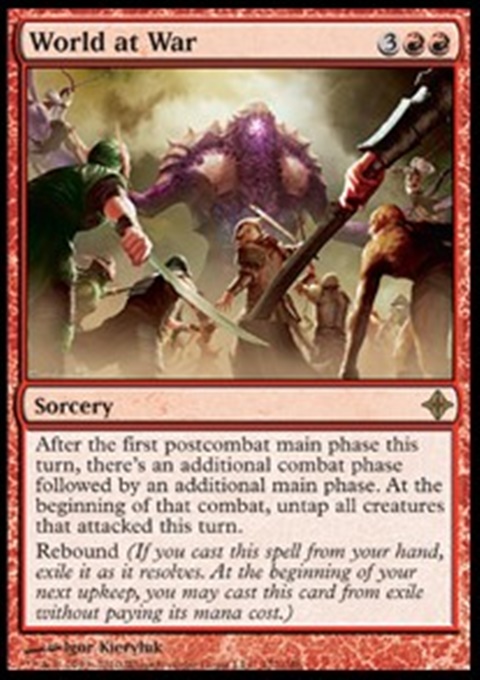 World at War 3
Sorcery
After the first postcombat main phase this
turn, there's an additional combat phase
followed by an additional main phase. At the
beginning of that combat, untap all creatures
that attacked this turn.
Rebound (If you cast this spell from your hand,
exile it as it resolves. At the beginning of your
next upkeep, you may cast this card from exile
without paying its mana cost.)
Igor Kieryluk